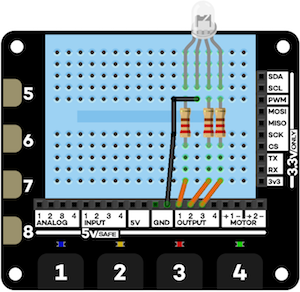 SDA
SCL
PWM
MOSI
MISO
SCK
CS
TX
RX
3v3
3.3V ONLY
5
6
7
8
1 2 8 4 1 2 3 4 1 2 3 4 +1- +2-
ANALOG INPUT 5V GND OUTPUT MOTOR
5V SAFE
1 2 3 4